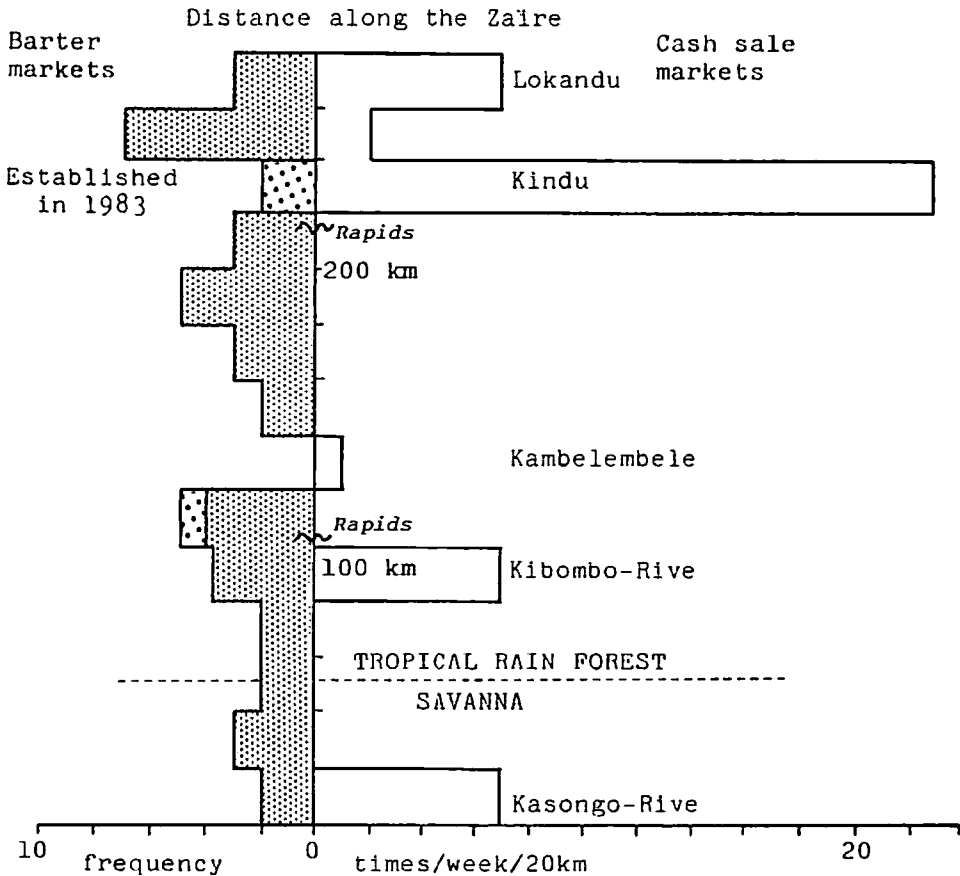 Distance along the Zaïre
Barter
markets
Cash sale
markets
Lokandu
Established
in 1983
Kindu
Rapids
200 km
Kambelembele
Rapids
100 km
Kibombo-Rive
TROPICAL RAIN FOREST
SAVANNA
Kasongo-Rive
10 0 20
frequency times/week/20km